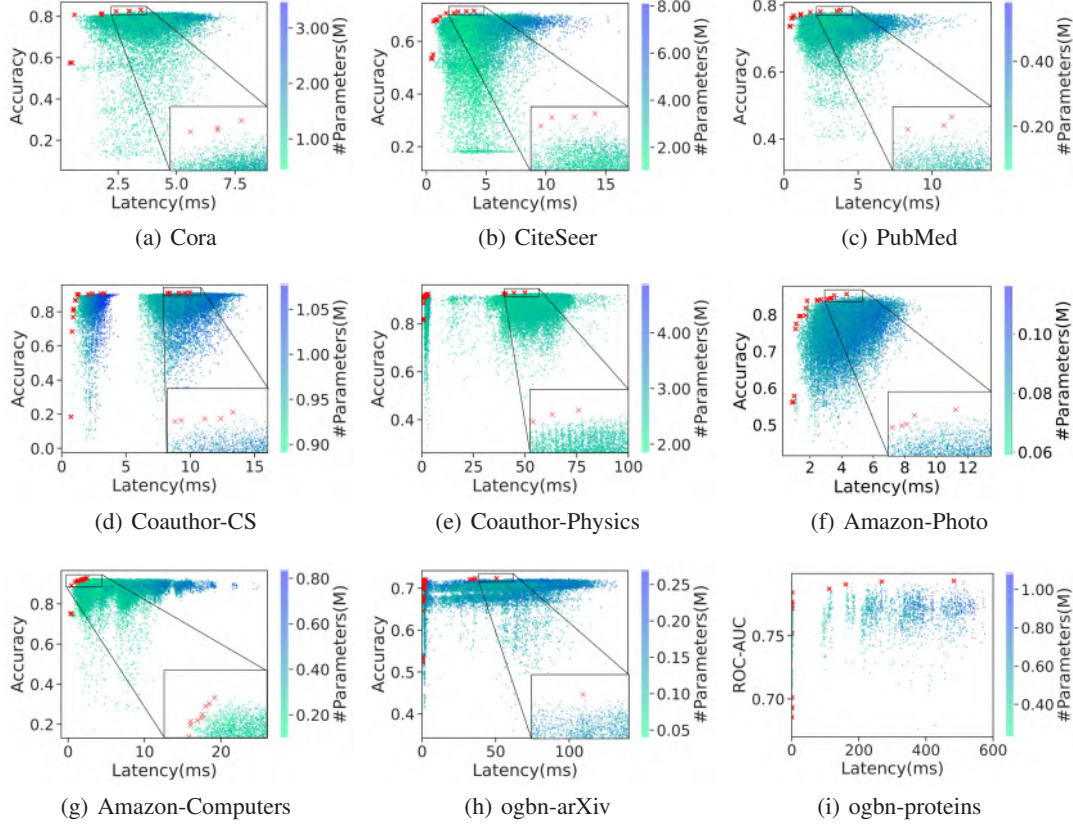 0.8
0.6
0.4
0.2
Accuracy
2.5 5.0 7.5
Latency(ms)
3.00
2.00
1.00
#Parameters(M)
(a) Cora
0.6
0.4
0.2
Accuracy
0 5 10 15
Latency(ms)
8.00
6.00
4.00
2.00
#Parameters(M)
(b) CiteSeer
0.8
0.6
0.4
Accuracy
0 5 10
Latency(ms)
0.40
0.20
#Parameters(M)
(c) PubMed
0.8
0.6
0.4
0.2
0.0
Accuracy
0 5 10 15
Latency(ms)
1.05
1.00
0.95
0.90
#Parameters(M)
(d) Coauthor-CS
0.8
0.6
0.4
Accuracy
0 25 50 75 100
Latency(ms)
4.00
3.00
2.00
#Parameters(M)
(e) Coauthor-Physics
0.8
0.7
0.6
0.5
Accuracy
2 4 6 8 10 12
Latency(ms)
0.10
0.08
0.06
#Parameters(M)
(f) Amazon-Photo
0.8
0.6
0.4
0.2
Accuracy
0 10 20
Latency(ms)
0.80
0.60
0.40
0.20
#Parameters(M)
(g) Amazon-Computers
0.7
0.6
0.5
0.4
Accuracy
0 50 100
Latency(ms)
0.25
0.20
0.15
0.10
0.05
#Parameters(M)
(h) ogbn-arXiv
0.75
0.70
ROC-AUC
0 200 400 600
Latency(ms)
1.00
0.80
0.60
0.40
#Parameters(M)
(i) ogbn-proteins